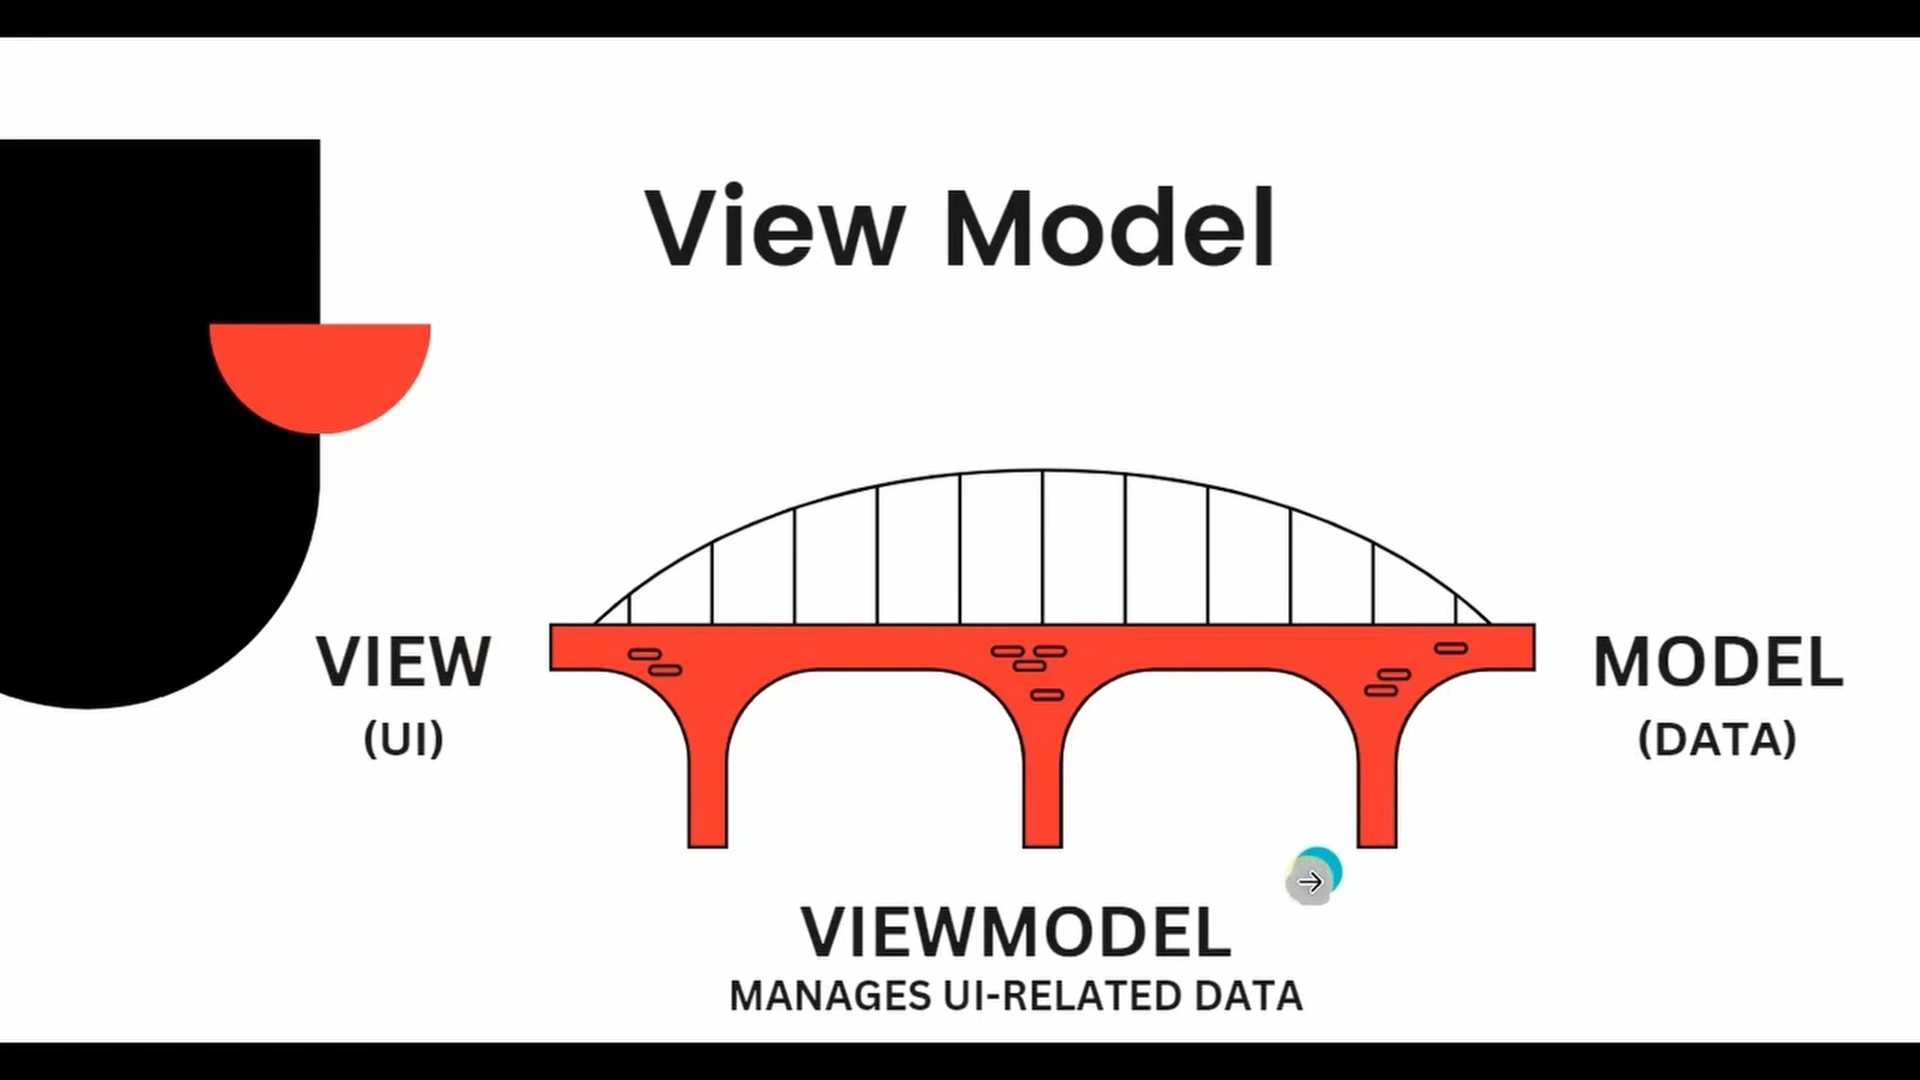 View Model
VIEW
(UI)
MODEL
(DATA)
VIEWMODEL
MANAGES UI-RELATED DATA